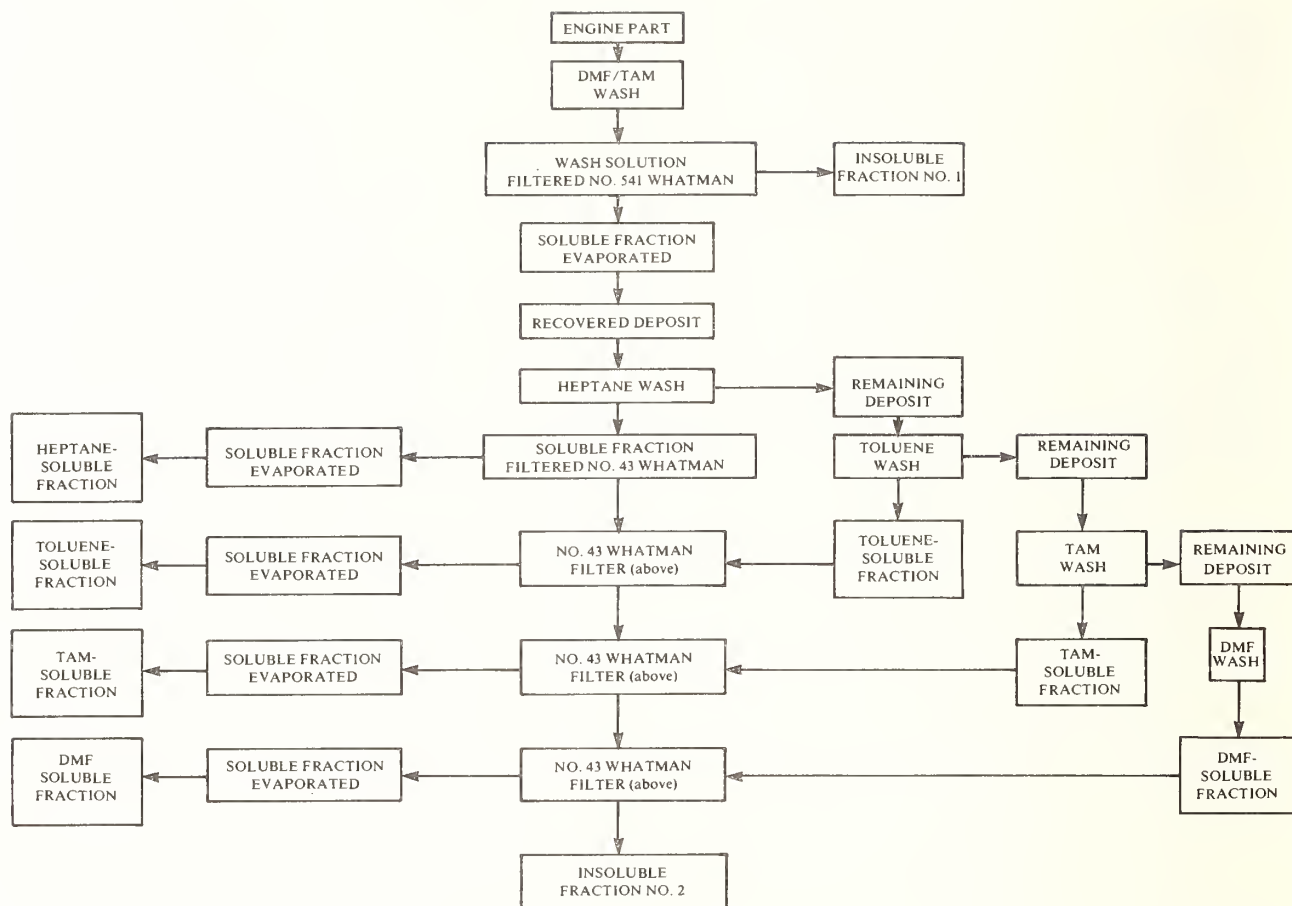 ENGINE PART
DMF/TAM
WASH
WASH SOLUTION
FILTERED NO. 541 WHATMAN
INSOLUBLE
FRACTION NO. 1
SOLUBLE FRACTION
EVAPORATED
RECOVERED DEPOSIT
HEPTANE WASH
REMAINING
DEPOSIT
HEPTANE-
SOLUBLE
FRACTION
SOLUBLE FRACTION
EVAPORATED
SOLUBLE FRACTION
FILTERED NO. 43 WHATMAN
TOLUENE
WASH
REMAINING
DEPOSIT
TOLUENE-
SOLUBLE
FRACTION
SOLUBLE FRACTION
EVAPORATED
NO. 43 WHATMAN
FILTER (above)
TOLUENE-
SOLUBLE
FRACTION
TAM
WASH
REMAINING
DEPOSIT
TAM-
SOLUBLE
FRACTION
SOLUBLE FRACTION
EVAPORATED
NO. 43 WHATMAN
FILTER (above)
TAM-
SOLUBLE
FRACTION
DMF
WASH
DMF
SOLUBLE
FRACTION
SOLUBLE FRACTION
EVAPORATED
NO. 43 WHATMAN
FILTER (above)
DMF-
SOLUBLE
FRACTION
INSOLUBLE
FRACTION NO. 2